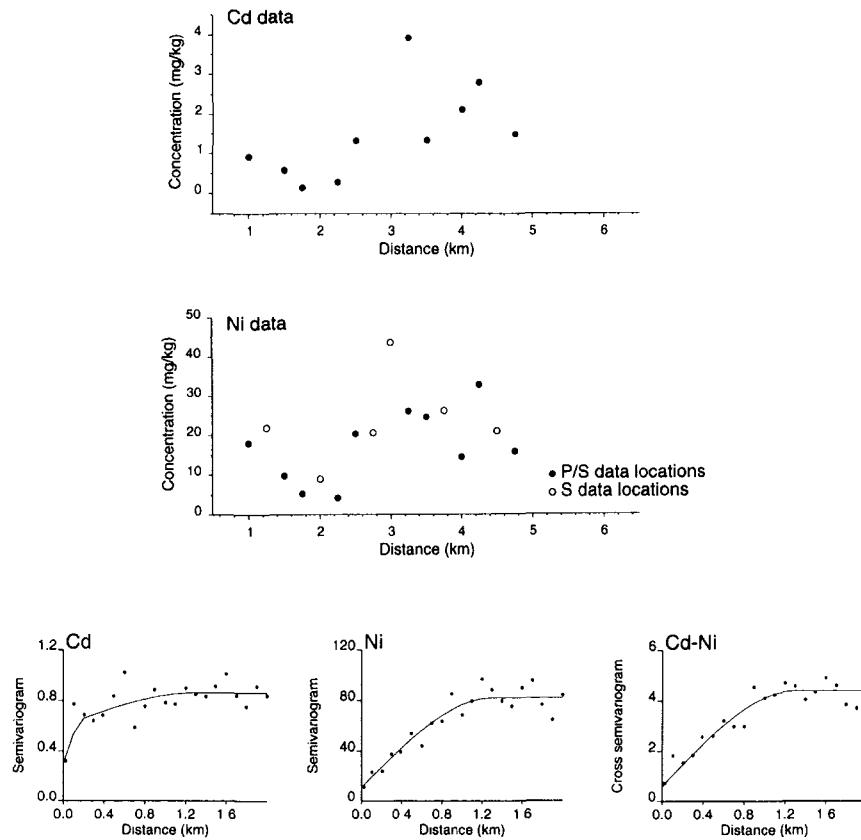 Cd data
Concentration (mg/kg)
4
3
2
1
0
1 2 3 4 5 6
Distance (km)
Ni data
Concentration (mg/kg)
50
40
30
20
10
0
1 2 3 4 5 6
Distance (km)
P/S data locations
S data locations
Cd
Semivariogram
1.2
0.8
0.4
0.0
0.0 0.4 0.8 1.2 1.6
Distance (km)
Ni
Semivariogram
120
80
40
0
0.0 0.4 0.8 1.2 1.6
Distance (km)
Cd-Ni
Cross semivariogram
6
4
2
0
0.0 0.4 0.8 1.2 1.6
Distance (km)